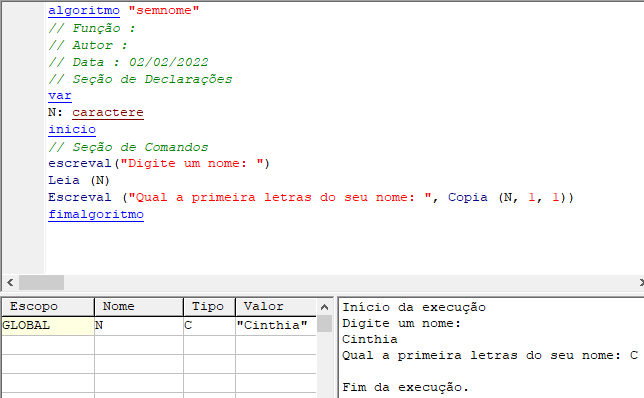 algoritmo "semnome"
// Função :
// Autor :
// Data : 02/02/2022
// Seção de Declarações
var
N: caractere
inicio
// Seção de Comandos
escreval("Digite um nome: ")
Leia (N)
Escreval ("Qual a primeira letras do seu nome: ", Copia (N, 1, 1))
fimalgoritmo
Escopo Nome Tipo Valor
GLOBAL N C "Cinthia"
Início da execução
Digite um nome:
Cinthia
Qual a primeira letras do seu nome: C
Fim da execução.